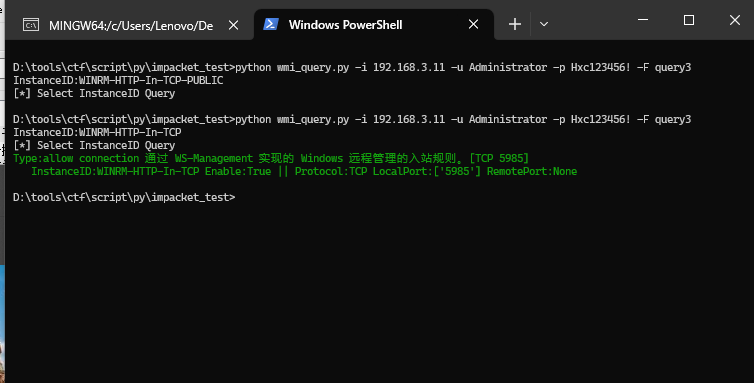 MINGW64:/c/Users/Lenovo/De
Windows PowerShell
D:\tools\ctf\script\py\impacket_test>python wmi_query.py -i 192.168.3.11 -u Administrator -p Hxc123456! -F query3
InstanceID:WINRM-HTTP-In-TCP-PUBLIC
[*] Select InstanceID Query
D:\tools\ctf\script\py\impacket_test>python wmi_query.py -i 192.168.3.11 -u Administrator -p Hxc123456! -F query3
InstanceID:WINRM-HTTP-In-TCP
[*] Select InstanceID Query
Type:allow connection 通过 WS-Management 实现的 Windows 远程管理的入站规则。[TCP 5985]
InstanceID:WINRM-HTTP-In-TCP Enable:True || Protocol:TCP LocalPort:['5985'] RemotePort:None
D:\tools\ctf\script\py\impacket_test>